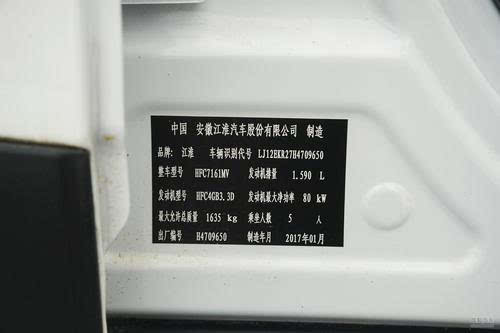 中国 安徽江淮汽车股份有限公司 制造
品牌: 江淮 车辆识别代号 LJ12EKR27H4709650
整车型号 HFC7161MV 发动机排量 1.590 L
发动机型号 HFC4GB3.3D 发动机最大净功率 80 kW
最大允许总质量 1635 kg 乘坐人数 5 人
出厂编号 H4709650 制造年月 2017年01月